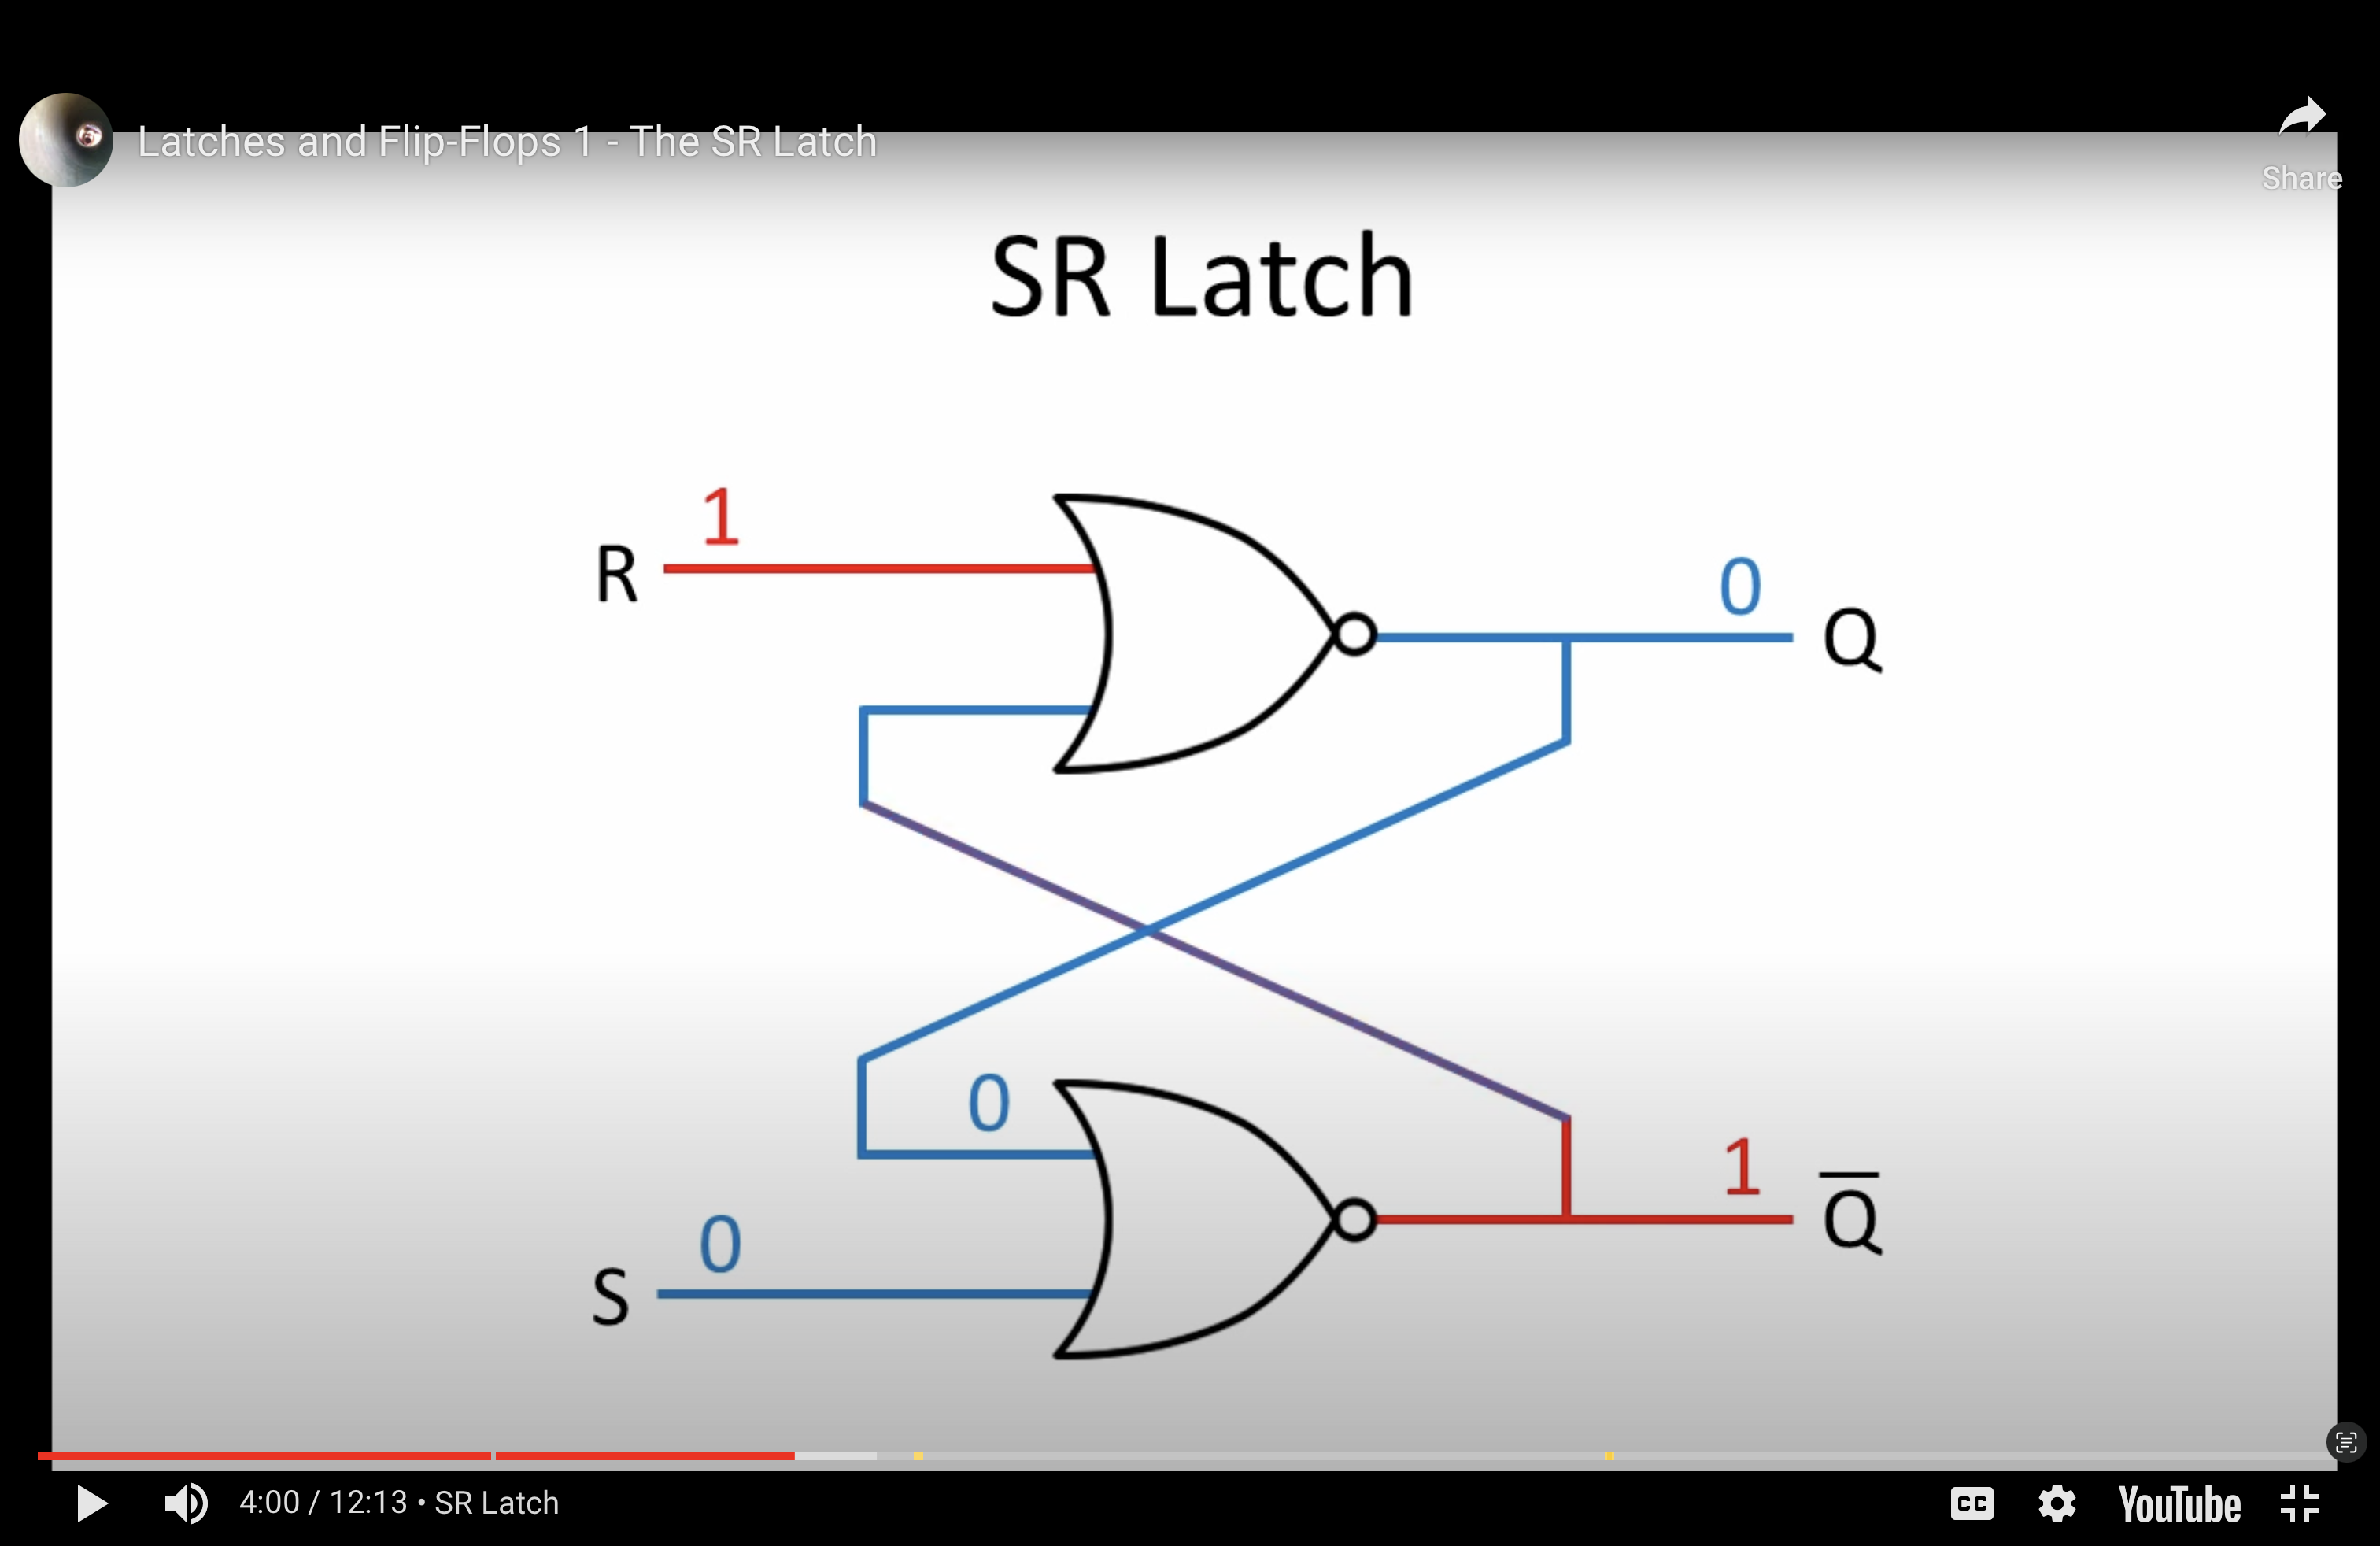 Latches and Flip-Flops 1 - The SR Latch
Share
SR Latch
1
R
0
Q
0
1
Q̅
0
S
4:00 / 12:13 • SR Latch
CC
YouTube